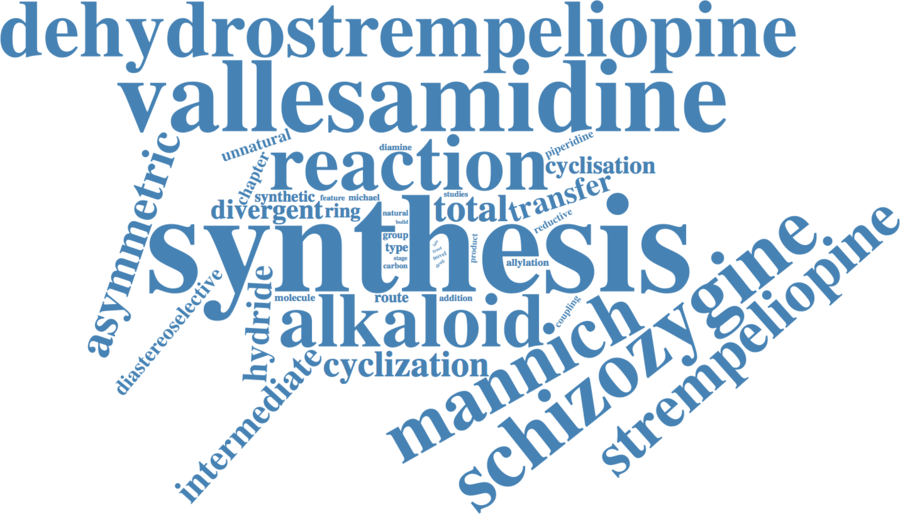 dehydrostrempeliopine
vallesamidine
unnatural
diamine
piperidine
asymmetric
reaction
cyclisation
chapter
synthetic
feature
michael
studies
transfer
divergent
ring
natural
total
reductive
build
synthesis
group
type
product
novel
stage
carbon
allylation
schizozygine
strempeliopine
diastereoselective
hydride
molecule
route
addition
coupling
alkaloid
mannich
cyclization
intermediate